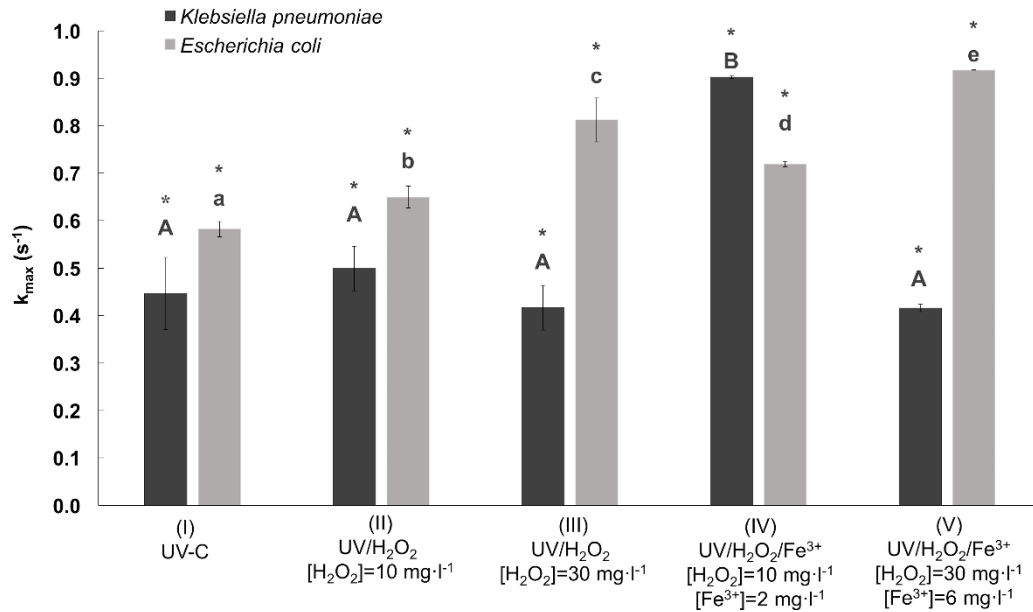 Klebsiella pneumoniae
Escherichia coli
k_max (s⁻¹)
1.0
0.9
0.8
0.7
0.6
0.5
0.4
0.3
0.2
0.1
0.0
*
A
*
a
*
A
*
b
*
A
*
c
*
B
*
d
*
A
*
e
(I)
UV-C
(II)
UV/H₂O₂
[H₂O₂]=10 mg·l⁻¹
(III)
UV/H₂O₂
[H₂O₂]=30 mg·l⁻¹
(IV)
UV/H₂O₂/Fe³⁺
[H₂O₂]=10 mg·l⁻¹
[Fe³⁺]=2 mg·l⁻¹
(V)
UV/H₂O₂/Fe³⁺
[H₂O₂]=30 mg·l⁻¹
[Fe³⁺]=6 mg·l⁻¹